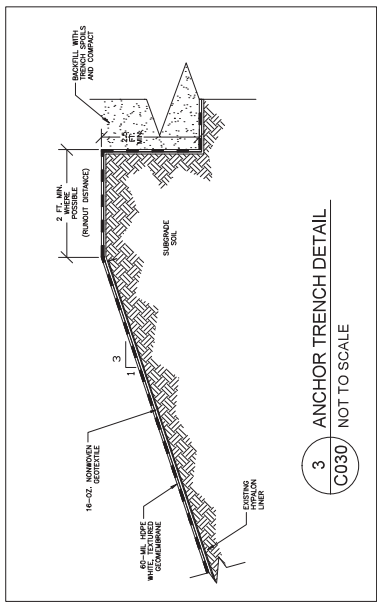 BACKFILL WITH
TRENCH SPOILS
AND COMPACT
2 FT. MIN.
WHERE
POSSIBLE
(RUNOUT DISTANCE)
2.5
FT.
MIN.
SUBGRADE
SOIL
3
1
16-OZ. NONWOVEN
GEOTEXTILE
60-MIL HDPE
WHITE, TEXTURED
GEOMEMBRANE
EXISTING
HYPALON
LINER
3
C030
ANCHOR TRENCH DETAIL
NOT TO SCALE